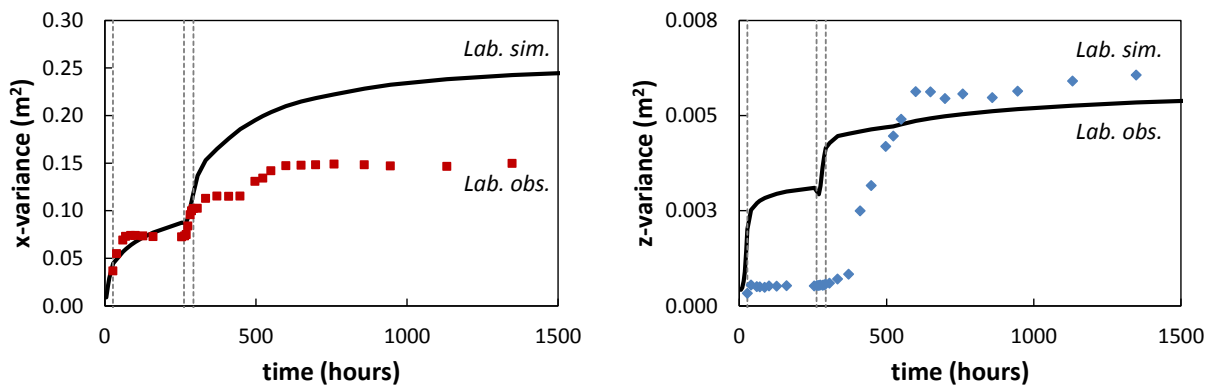 0.30
0.25
0.20
0.15
0.10
0.05
0.00
x-variance (m²)
Lab. sim.
Lab. obs.
0
500
1000
1500
time (hours)
0.008
0.005
0.003
0.000
z-variance (m²)
Lab. sim.
Lab. obs.
0
500
1000
1500
time (hours)